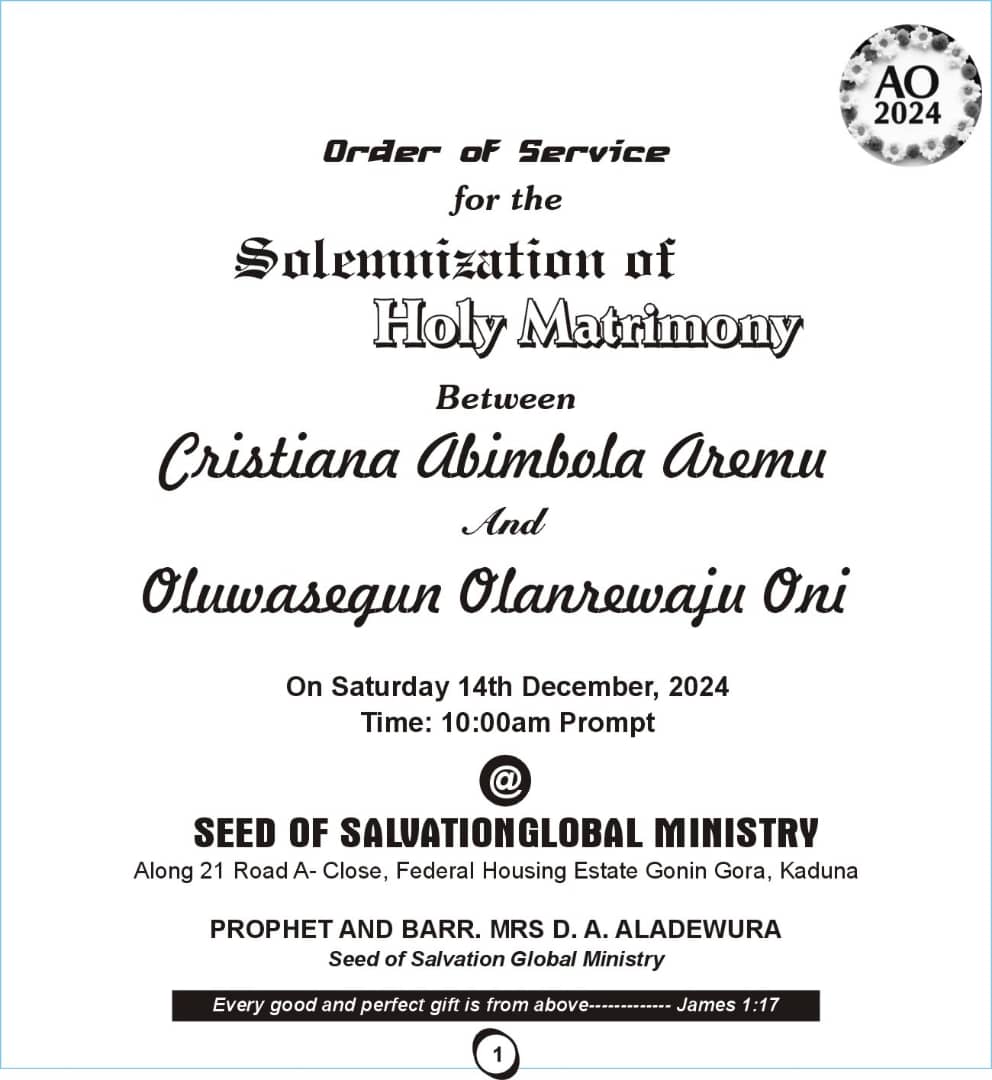 AO
2024
Order of Service
for the
Solemnization of
Holy Matrimony
Between
Cristiana Abimbola Aremu
And
Oluwasegun Olanrewaju Oni
On Saturday 14th December, 2024
Time: 10:00am Prompt
@
SEED OF SALVATIONGLOBAL MINISTRY
Along 21 Road A- Close, Federal Housing Estate Gonin Gora, Kaduna
PROPHET AND BARR. MRS D. A. ALADEWURA
Seed of Salvation Global Ministry
Every good and perfect gift is from above------------- James 1:17
1